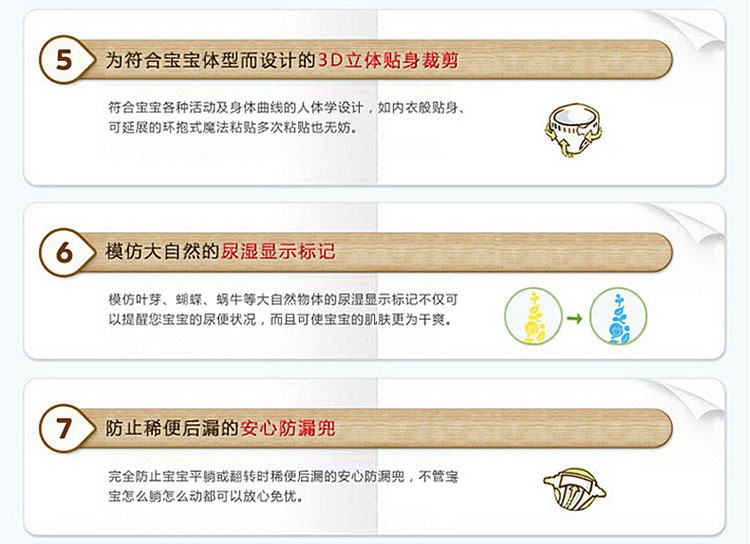 5
为符合宝宝体型而设计的3D立体贴身裁剪
符合宝宝各种活动及身体曲线的人体学设计，如内衣般贴身、
可延展的环抱式魔法粘贴多次粘贴也无妨。
6
模仿大自然的尿湿显示标记
模仿叶芽、蝴蝶、蜗牛等大自然物体的尿湿显示标记不仅可
以提醒您宝宝的尿便状况，而且可使宝宝的肌肤更为干爽。
7
防止稀便后漏的安心防漏兜
完全防止宝宝平躺或翻转时稀便后漏的安心防漏兜，不管宝
宝怎么躺怎么动都可以放心免忧。